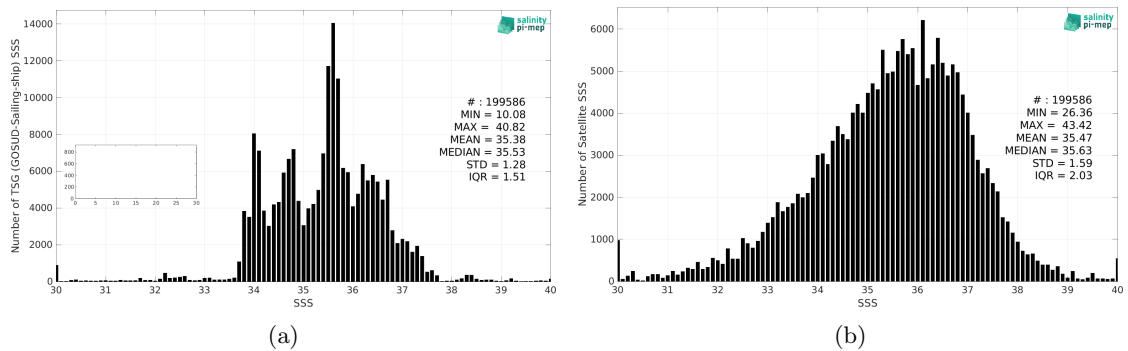 salinity
pi-mep
Number of TSG (GOSUD-Sailing-ship) SSS
14000
12000
10000
8000
6000
4000
2000
0
# : 199586
MIN = 10.08
MAX = 40.82
MEAN = 35.38
MEDIAN = 35.53
STD = 1.28
IQR = 1.51
800
600
400
200
0
0 5 10 15 20 25 30
30 31 32 33 34 35 36 37 38 39 40
SSS
(a)
salinity
pi-mep
Number of Satellite SSS
6000
5000
4000
3000
2000
1000
0
# : 199586
MIN = 26.36
MAX = 43.42
MEAN = 35.47
MEDIAN = 35.63
STD = 1.59
IQR = 2.03
30 31 32 33 34 35 36 37 38 39 40
SSS
(b)